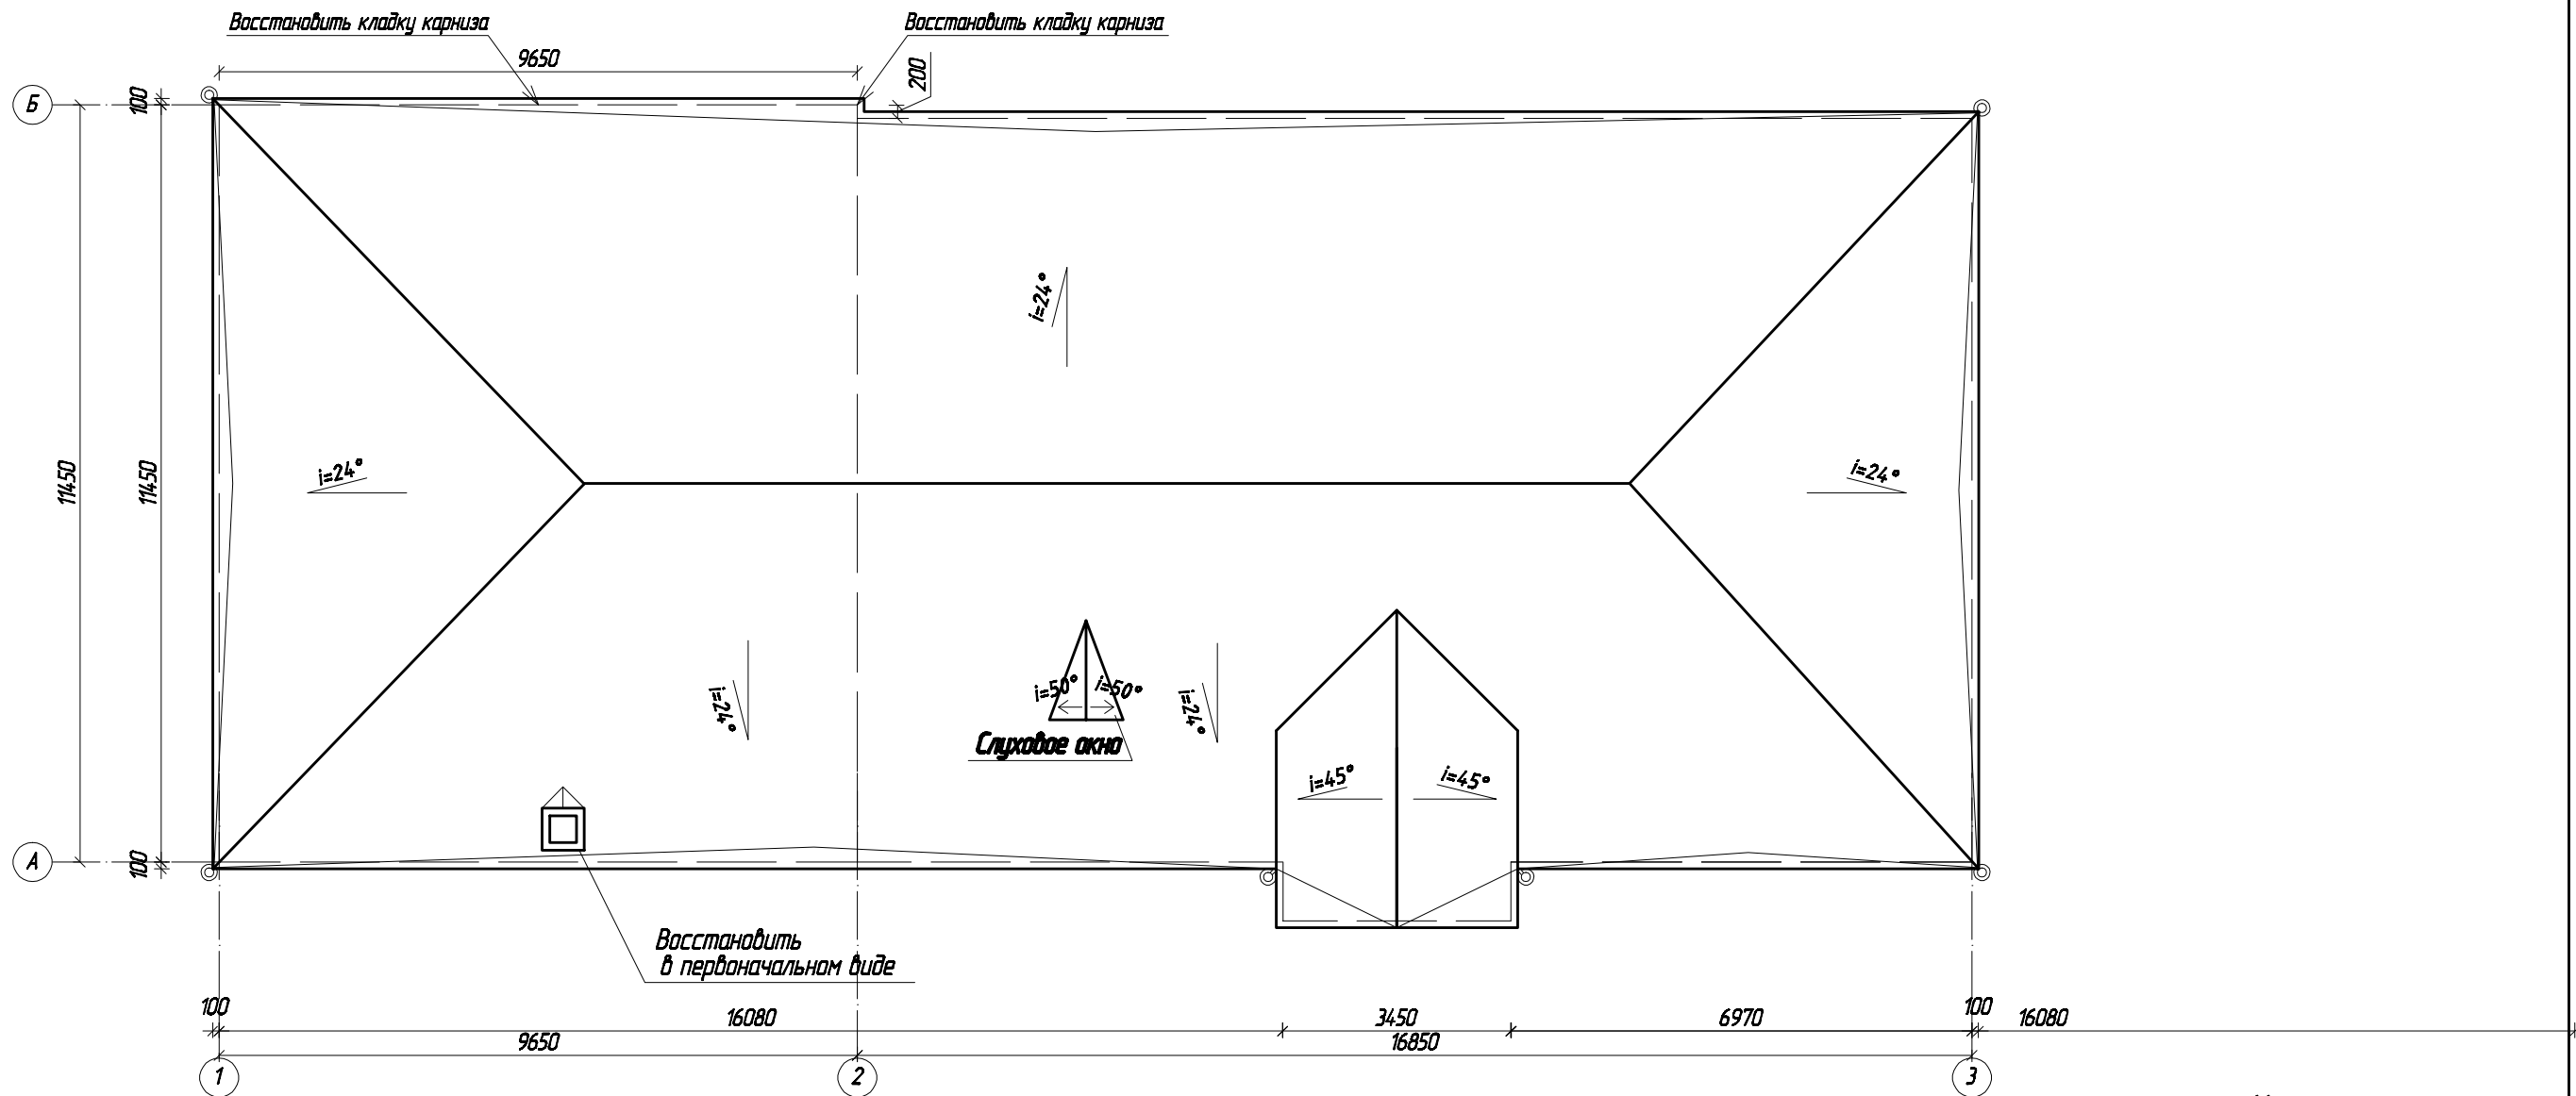 Восстановить кладку карниза
Восстановить кладку карниза
9650
200
Б
100
11450
11450
i=24°
i=24°
i=24°
i=24°
i=50°
i=50°
i=24°
Слуховое окно
i=45°
i=45°
А
100
Восстановить
в первоначальном виде
100
16080
3450
6970
100
16080
9650
16850
1
2
3